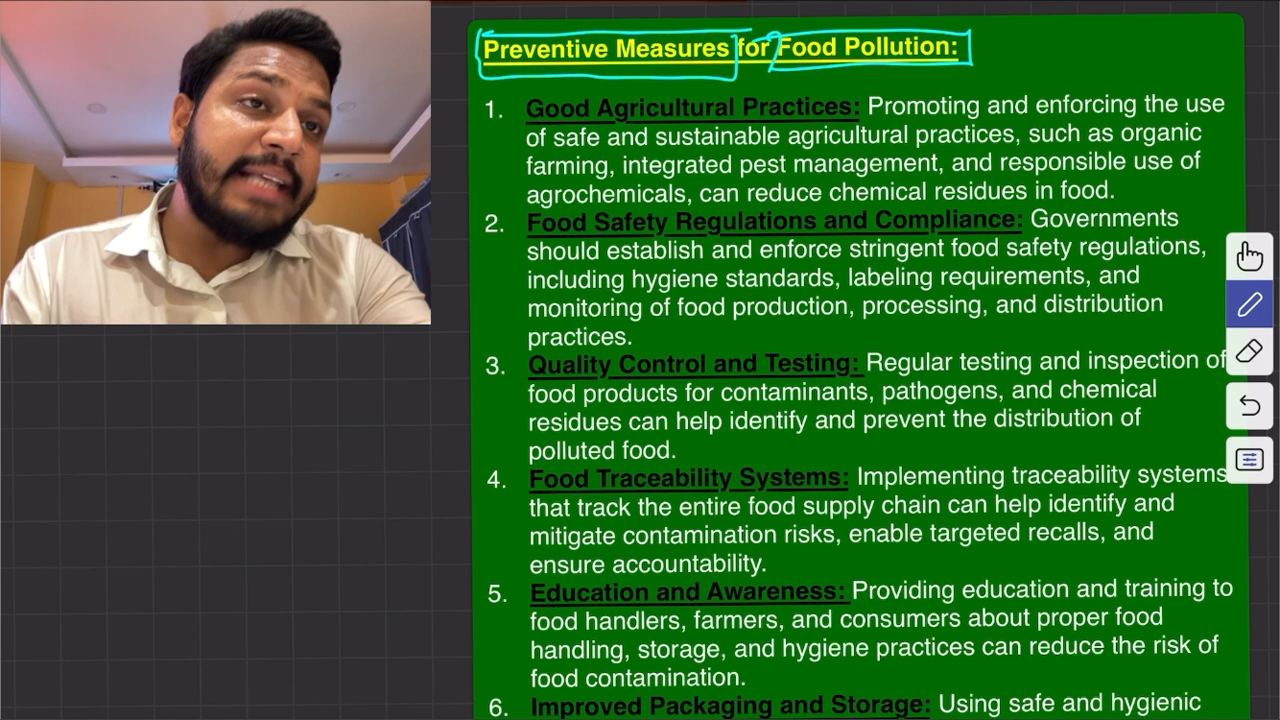 Preventive Measures for Food Pollution:
1. Good Agricultural Practices: Promoting and enforcing the use
of safe and sustainable agricultural practices, such as organic
farming, integrated pest management, and responsible use of
agrochemicals, can reduce chemical residues in food.
2. Food Safety Regulations and Compliance: Governments
should establish and enforce stringent food safety regulations,
including hygiene standards, labeling requirements, and
monitoring of food production, processing, and distribution
practices.
3. Quality Control and Testing: Regular testing and inspection of
food products for contaminants, pathogens, and chemical
residues can help identify and prevent the distribution of
polluted food.
4. Food Traceability Systems: Implementing traceability systems
that track the entire food supply chain can help identify and
mitigate contamination risks, enable targeted recalls, and
ensure accountability.
5. Education and Awareness: Providing education and training to
food handlers, farmers, and consumers about proper food
handling, storage, and hygiene practices can reduce the risk of
food contamination.
6. Improved Packaging and Storage: Using safe and hygienic